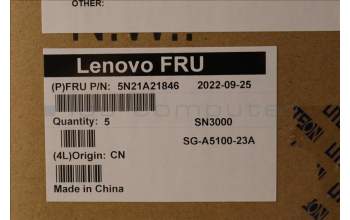 OTHER:
Lenovo FRU
(P)FRU P/N: 5N21A21846 2022-09-25
Quantity: 5 SN3000
SG-A5100-23A
(4L)Origin: CN
Made in China